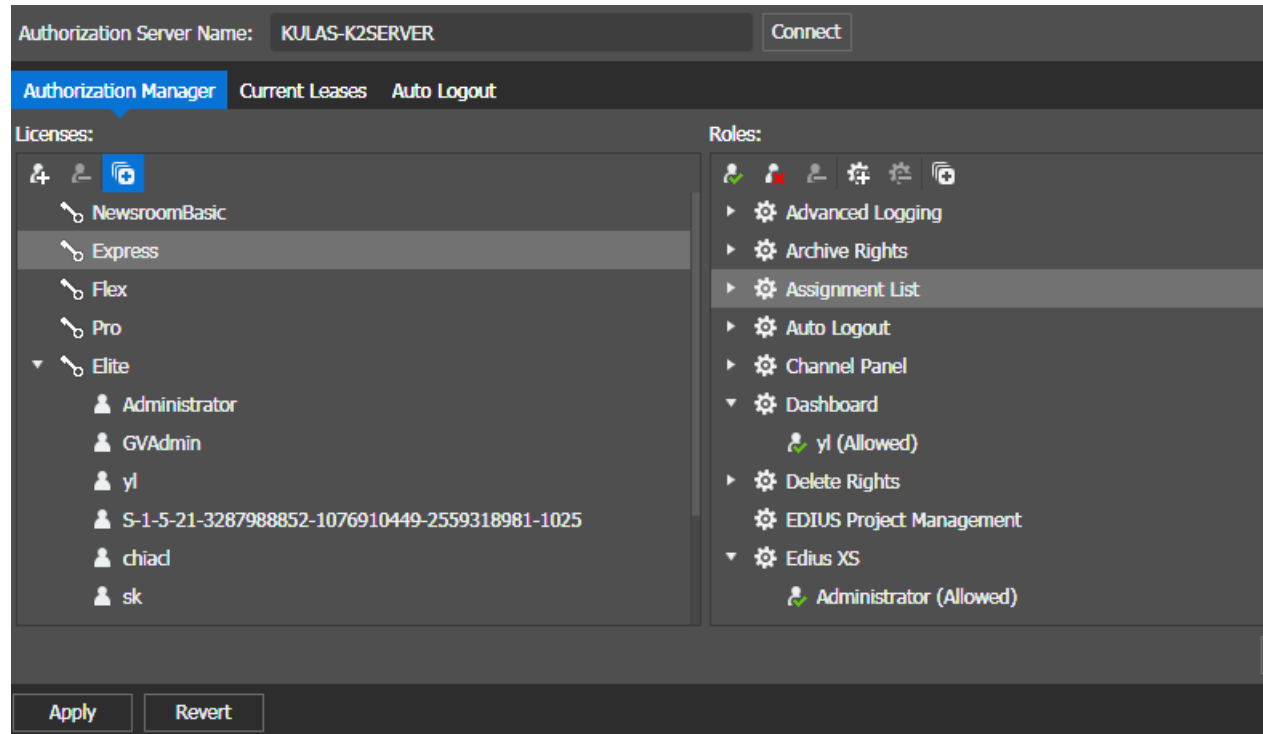 Authorization Server Name: KULAS-K2SERVER Connect
Authorization Manager Current Leases Auto Logout
Licenses:
NewsroomBasic
Express
Flex
Pro
Elite
Administrator
GVAdmin
yl
S-1-5-21-3287988852-1076910449-2559318981-1025
chiacl
sk
Roles:
Advanced Logging
Archive Rights
Assignment List
Auto Logout
Channel Panel
Dashboard
yl (Allowed)
Delete Rights
EDIUS Project Management
Edius XS
Administrator (Allowed)
Apply Revert